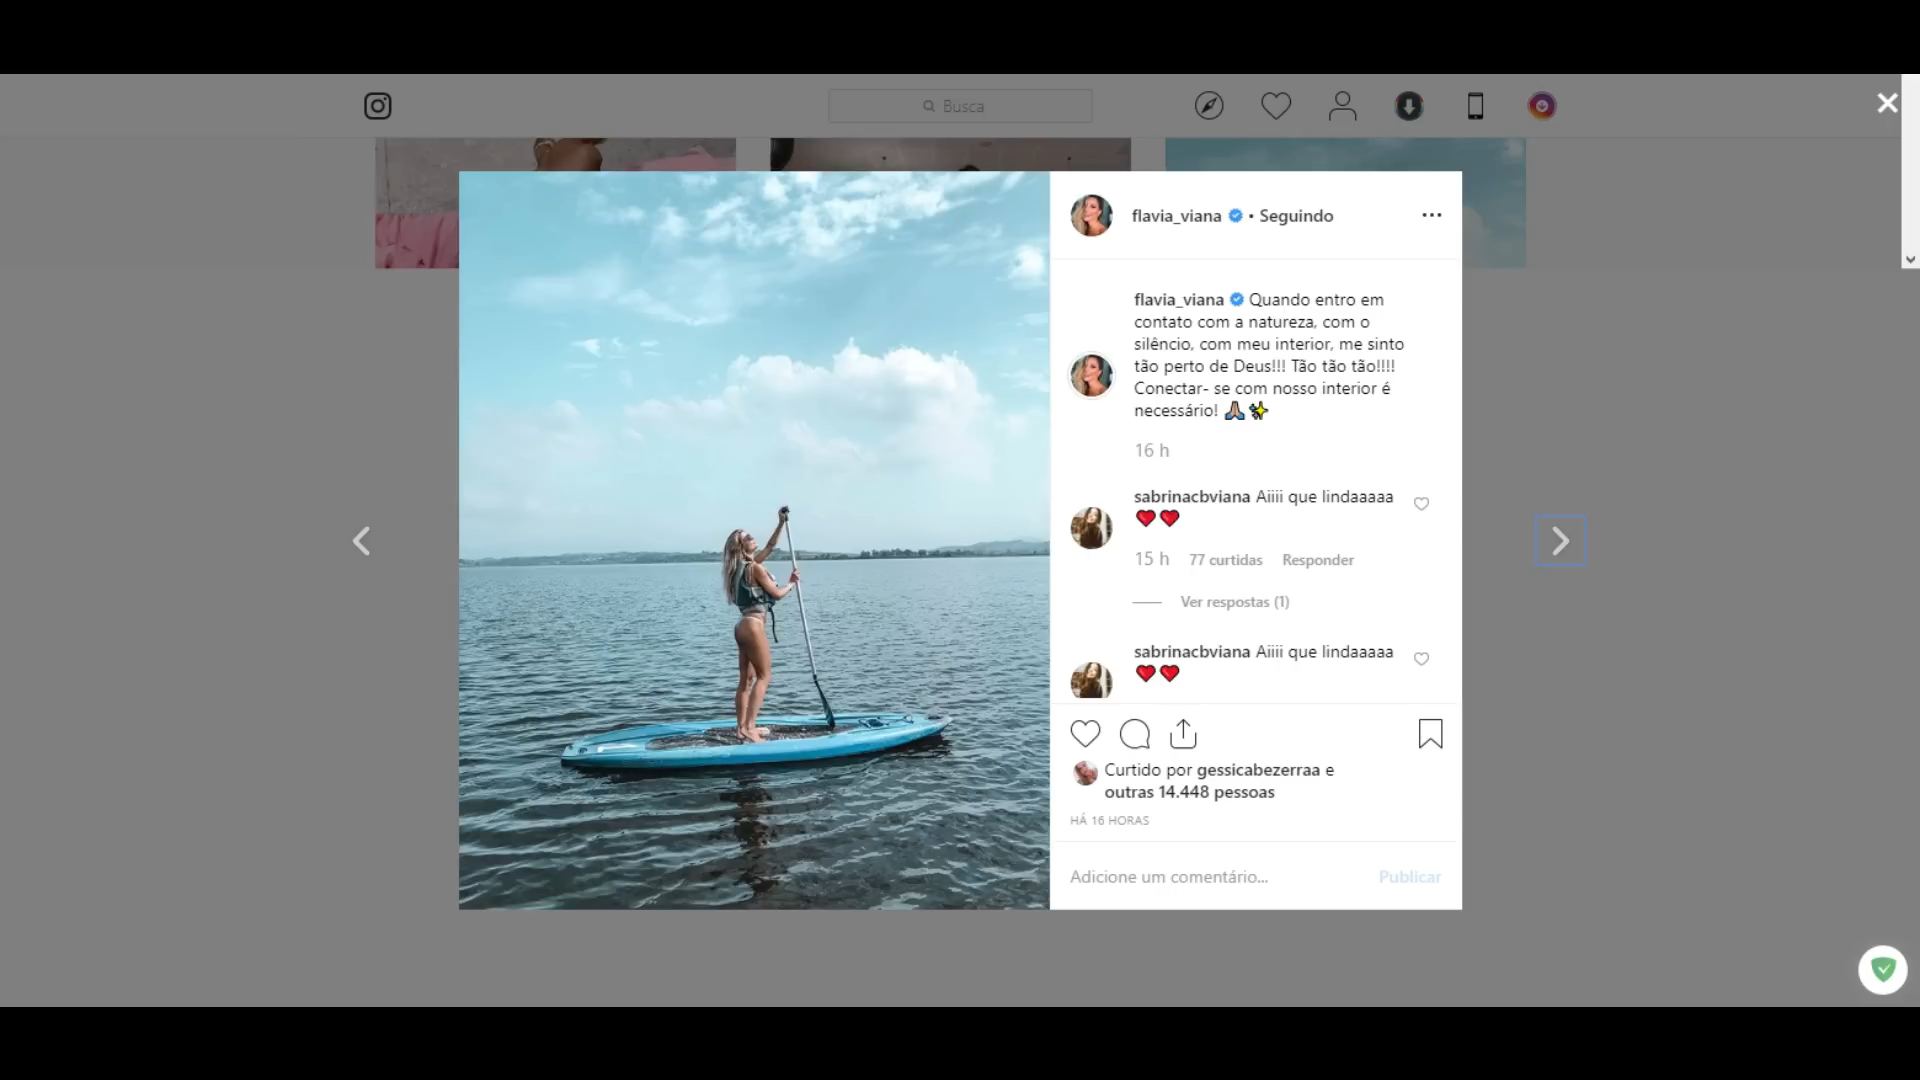 Busca
flavia_viana • Seguindo
flavia_viana Quando entro em
contato com a natureza, com o
silêncio, com meu interior, me sinto
tão perto de Deus!!! Tão tão tão!!!!
Conectar- se com nosso interior é
necessário! 🙏🏽✨
16 h
sabrinacbviana Aiiii que lindaaaaa
❤️❤️
15 h 77 curtidas Responder
Ver respostas (1)
sabrinacbviana Aiiii que lindaaaaa
❤️❤️
Curtido por gessicabezerraa e
outras 14.448 pessoas
HÁ 16 HORAS
Adicione um comentário... Publicar